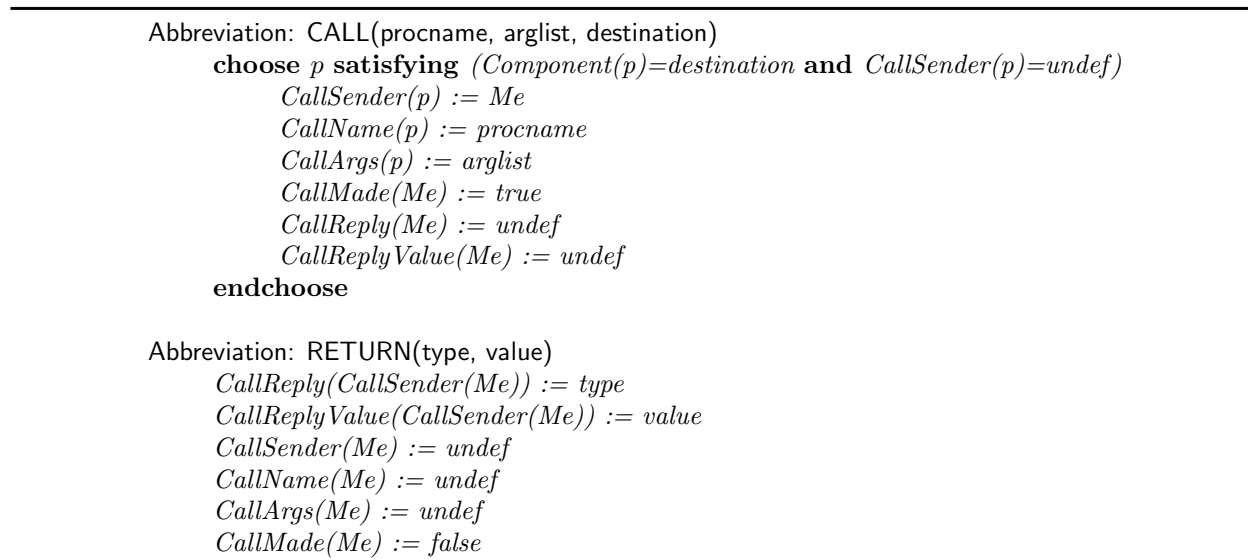 Abbreviation: CALL(procname, arglist, destination)
choose p satisfying (Component(p)=destination and CallSender(p)=undef)
CallSender(p) := Me
CallName(p) := procname
CallArgs(p) := arglist
CallMade(Me) := true
CallReply(Me) := undef
CallReplyValue(Me) := undef
endchoose
Abbreviation: RETURN(type, value)
CallReply(CallSender(Me)) := type
CallReplyValue(CallSender(Me)) := value
CallSender(Me) := undef
CallName(Me) := undef
CallArgs(Me) := undef
CallMade(Me) := false